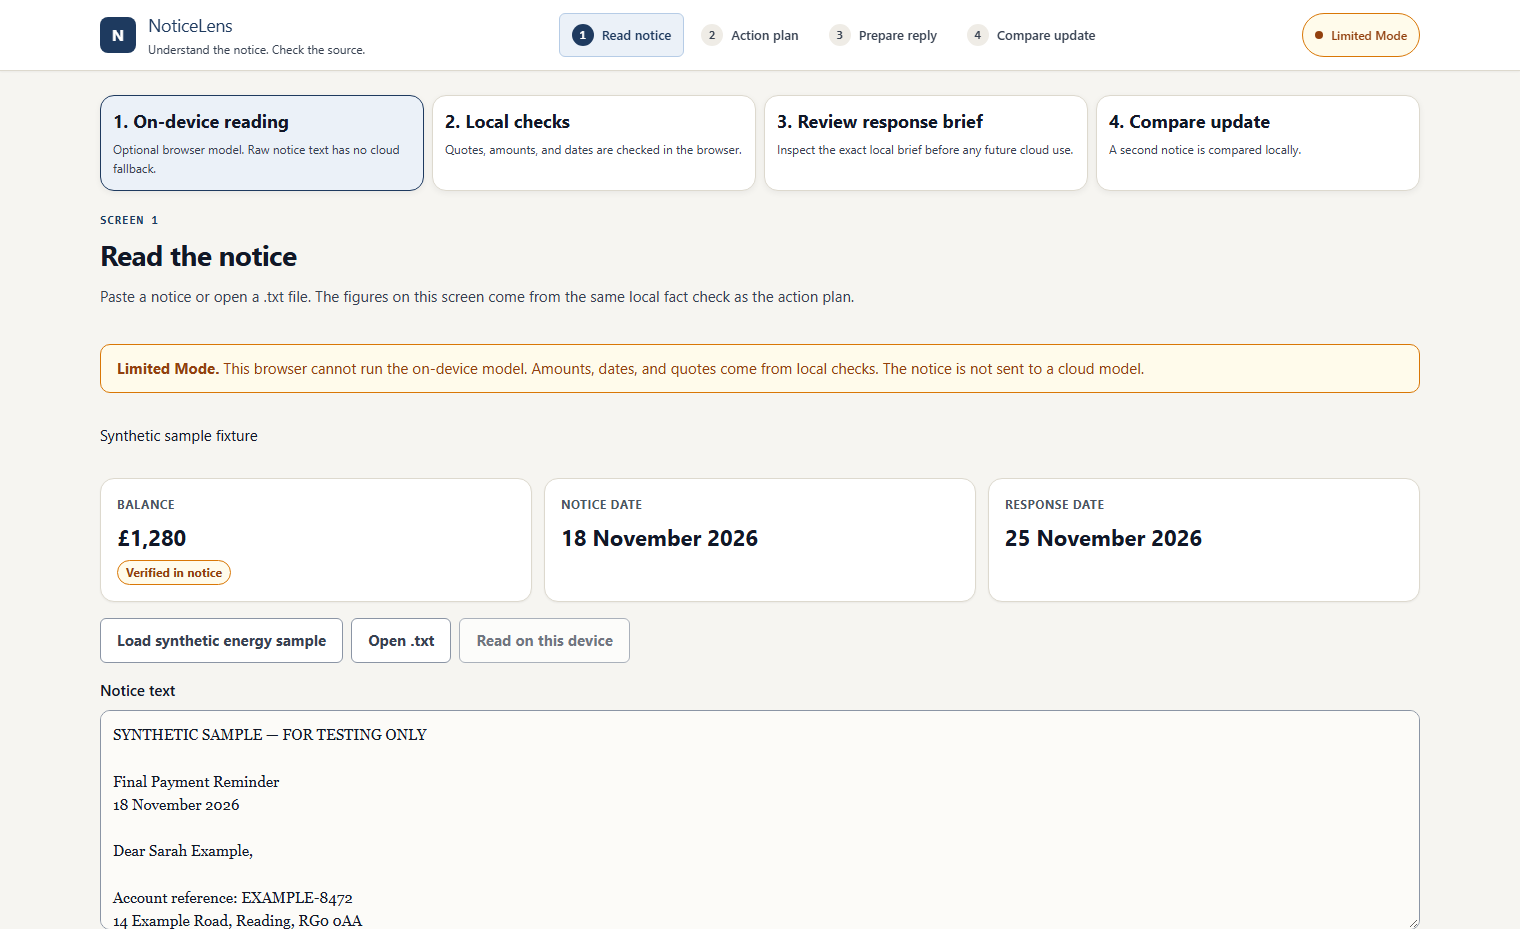 N
NoticeLens
Understand the notice. Check the source.
1 Read notice
2 Action plan
3 Prepare reply
4 Compare update
Limited Mode
1. On-device reading
Optional browser model. Raw notice text has no cloud
fallback.
2. Local checks
Quotes, amounts, and dates are checked in the browser.
3. Review response brief
Inspect the exact local brief before any future cloud use.
4. Compare update
A second notice is compared locally.
SCREEN 1
Read the notice
Paste a notice or open a .txt file. The figures on this screen come from the same local fact check as the action plan.
Limited Mode. This browser cannot run the on-device model. Amounts, dates, and quotes come from local checks. The notice is not sent to a cloud model.
Synthetic sample fixture
BALANCE
£1,280
Verified in notice
NOTICE DATE
18 November 2026
RESPONSE DATE
25 November 2026
Load synthetic energy sample
Open .txt
Read on this device
Notice text
SYNTHETIC SAMPLE — FOR TESTING ONLY
Final Payment Reminder
18 November 2026
Dear Sarah Example,
Account reference: EXAMPLE-8472
14 Example Road, Reading, RG0 0AA